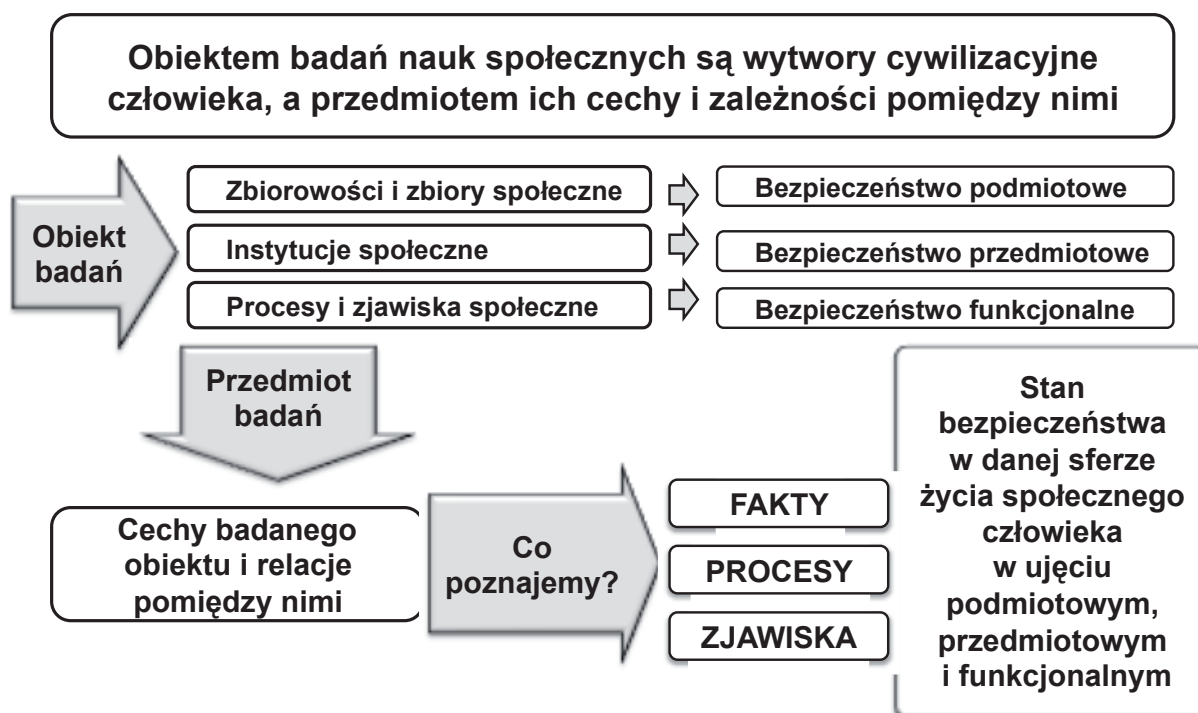 Obiektem badań nauk społecznych są wytwory cywilizacyjne
człowieka, a przedmiotem ich cechy i zależności pomiędzy nimi
Obiekt
badań
Zbiorowości i zbiory społeczne
Bezpieczeństwo podmiotowe
Instytucje społeczne
Bezpieczeństwo przedmiotowe
Procesy i zjawiska społeczne
Bezpieczeństwo funkcjonalne
Przedmiot
badań
Cechy badanego
obiektu i relacje
pomiędzy nimi
Co
poznajemy?
FAKTY
PROCESY
ZJAWISKA
Stan
bezpieczeństwa
w danej sferze
życia społecznego
człowieka
w ujęciu
podmiotowym,
przedmiotowym
i funkcjonalnym